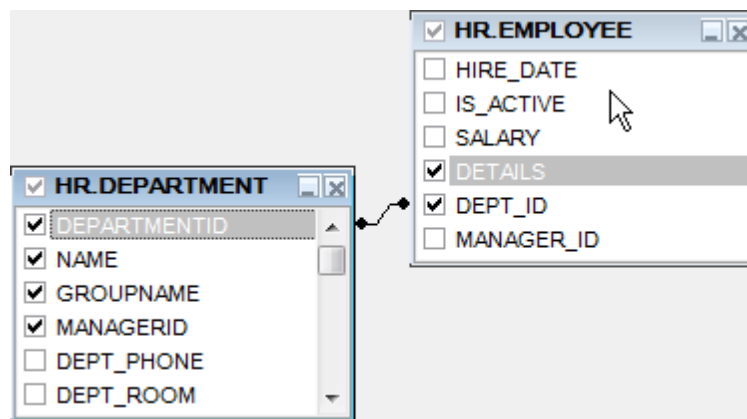 HR.EMPLOYEE
HIRE_DATE
IS_ACTIVE
SALARY
DETAILS
DEPT_ID
MANAGER_ID
HR.DEPARTMENT
DEPARTMENTID
NAME
GROUPNAME
MANAGERID
DEPT_PHONE
DEPT_ROOM